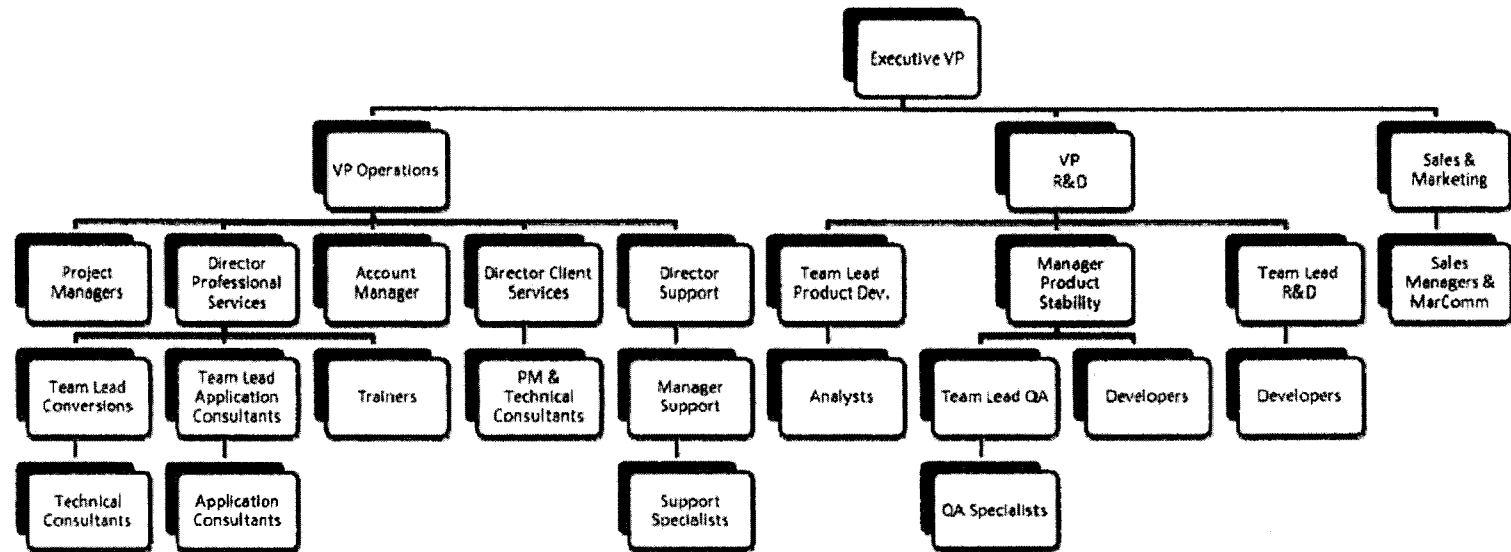 Executive VP
VP Operations
VP
R&D
Sales &
Marketing
Project
Managers
Director
Professional
Services
Account
Manager
Director Client
Services
Director
Support
Team Lead
Product Dev.
Manager
Product
Stability
Team Lead
R&D
Sales
Managers &
MarComm
Team Lead
Conversions
Team Lead
Application
Consultants
Trainers
PM &
Technical
Consultants
Manager
Support
Analysts
Team Lead QA
Developers
Developers
Technical
Consultants
Application
Consultants
Support
Specialists
QA Specialists